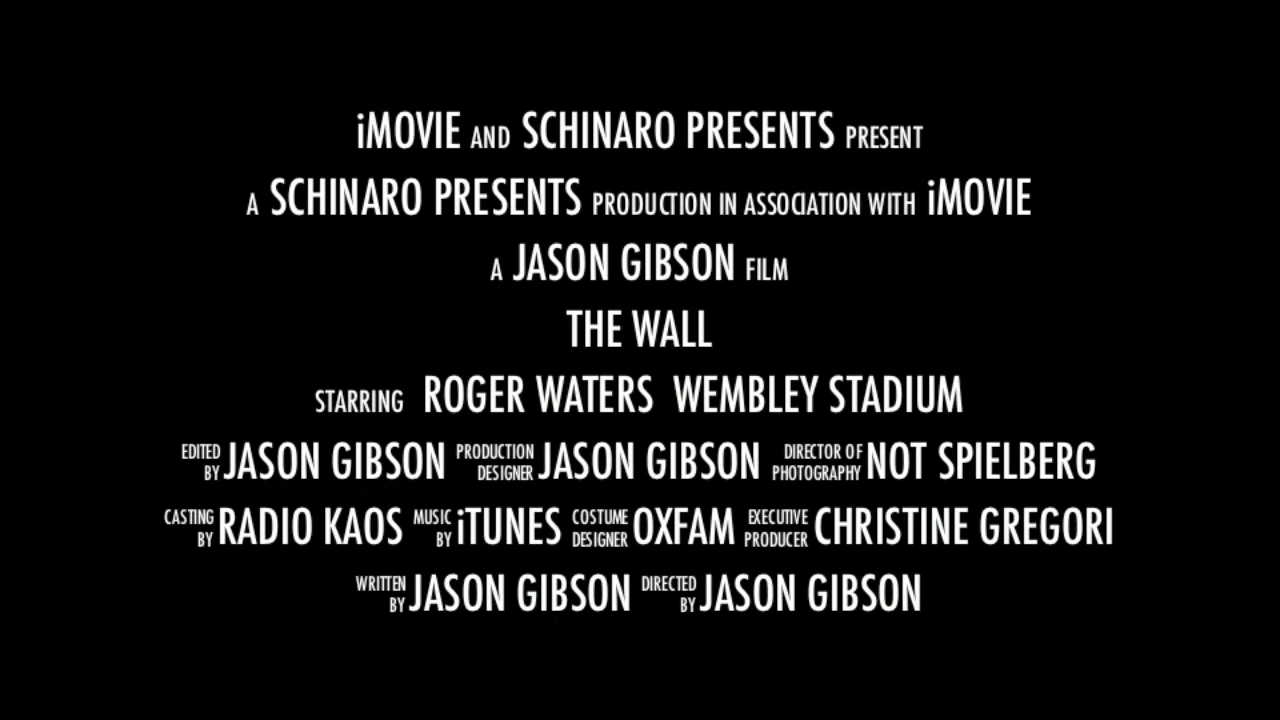 iMOVIE AND SCHINARO PRESENTS PRESENT
A SCHINARO PRESENTS PRODUCTION IN ASSOCIATION WITH iMOVIE
A JASON GIBSON FILM
THE WALL
STARRING ROGER WATERS WEMBLEY STADIUM
EDITED BY JASON GIBSON PRODUCTION DESIGNER JASON GIBSON DIRECTOR OF PHOTOGRAPHY NOT SPIELBERG
CASTING BY RADIO KAOS MUSIC BY iTUNES COSTUME DESIGNER OXFAM EXECUTIVE PRODUCER CHRISTINE GREGORI
WRITTEN BY JASON GIBSON DIRECTED BY JASON GIBSON